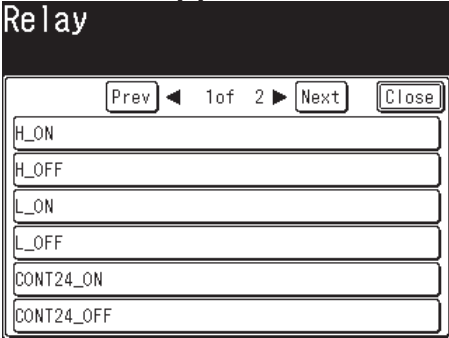 Relay
Prev ◀ 1of 2 ▶ Next Close
H_ON
H_OFF
L_ON
L_OFF
CONT24_ON
CONT24_OFF